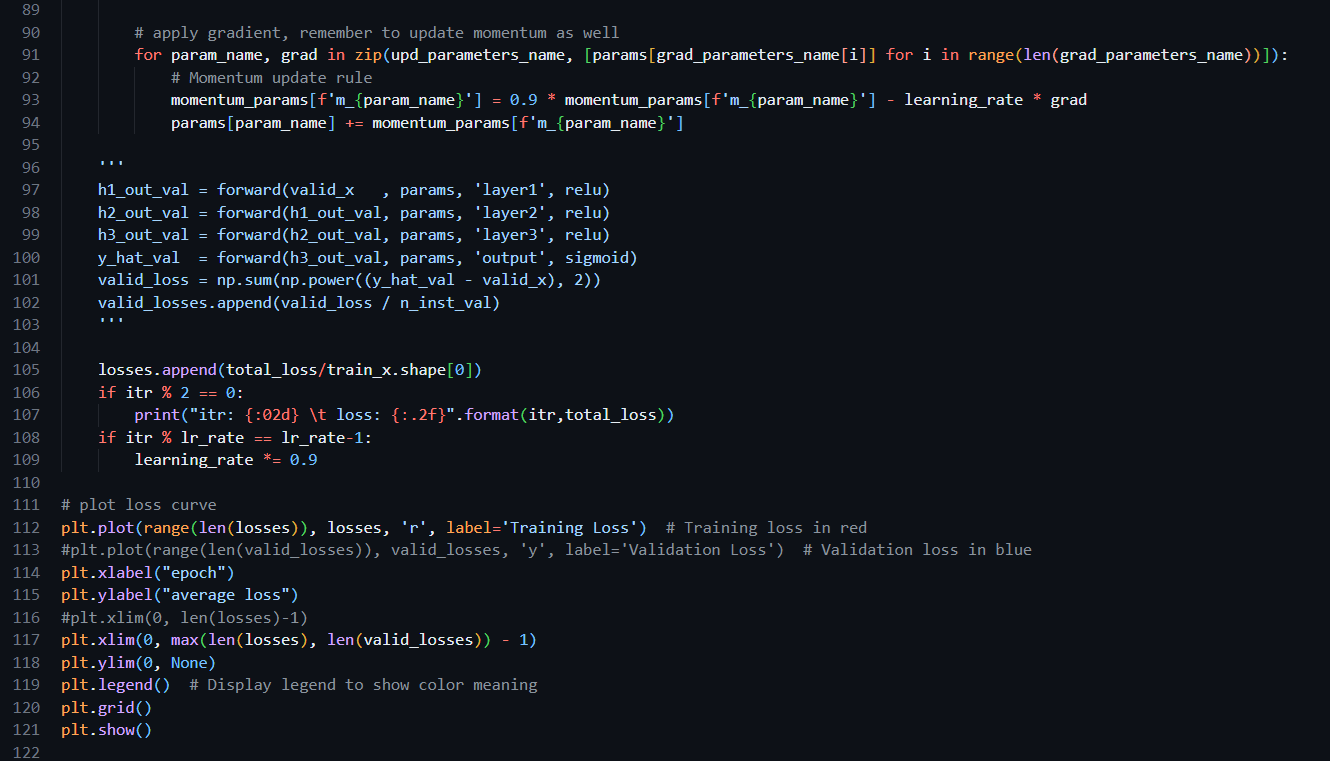 89
90         # apply gradient, remember to update momentum as well
91         for param_name, grad in zip(upd_parameters_name, [params[grad_parameters_name[i]] for i in range(len(grad_parameters_name))]):
92             # Momentum update rule
93             momentum_params[f'm_{param_name}'] = 0.9 * momentum_params[f'm_{param_name}'] - learning_rate * grad
94             params[param_name] += momentum_params[f'm_{param_name}']
95
96     '''
97     h1_out_val = forward(valid_x   , params, 'layer1', relu)
98     h2_out_val = forward(h1_out_val, params, 'layer2', relu)
99     h3_out_val = forward(h2_out_val, params, 'layer3', relu)
100     y_hat_val  = forward(h3_out_val, params, 'output', sigmoid)
101     valid_loss = np.sum(np.power((y_hat_val - valid_x), 2))
102     valid_losses.append(valid_loss / n_inst_val)
103     '''
104
105     losses.append(total_loss/train_x.shape[0])
106     if itr % 2 == 0:
107         print("itr: {:02d} \t loss: {:.2f}".format(itr,total_loss))
108     if itr % lr_rate == lr_rate-1:
109         learning_rate *= 0.9
110
111 # plot loss curve
112 plt.plot(range(len(losses)), losses, 'r', label='Training Loss')  # Training loss in red
113 #plt.plot(range(len(valid_losses)), valid_losses, 'y', label='Validation Loss')  # Validation loss in blue
114 plt.xlabel("epoch")
115 plt.ylabel("average loss")
116 #plt.xlim(0, len(losses)-1)
117 plt.xlim(0, max(len(losses), len(valid_losses)) - 1)
118 plt.ylim(0, None)
119 plt.legend()  # Display legend to show color meaning
120 plt.grid()
121 plt.show()
122